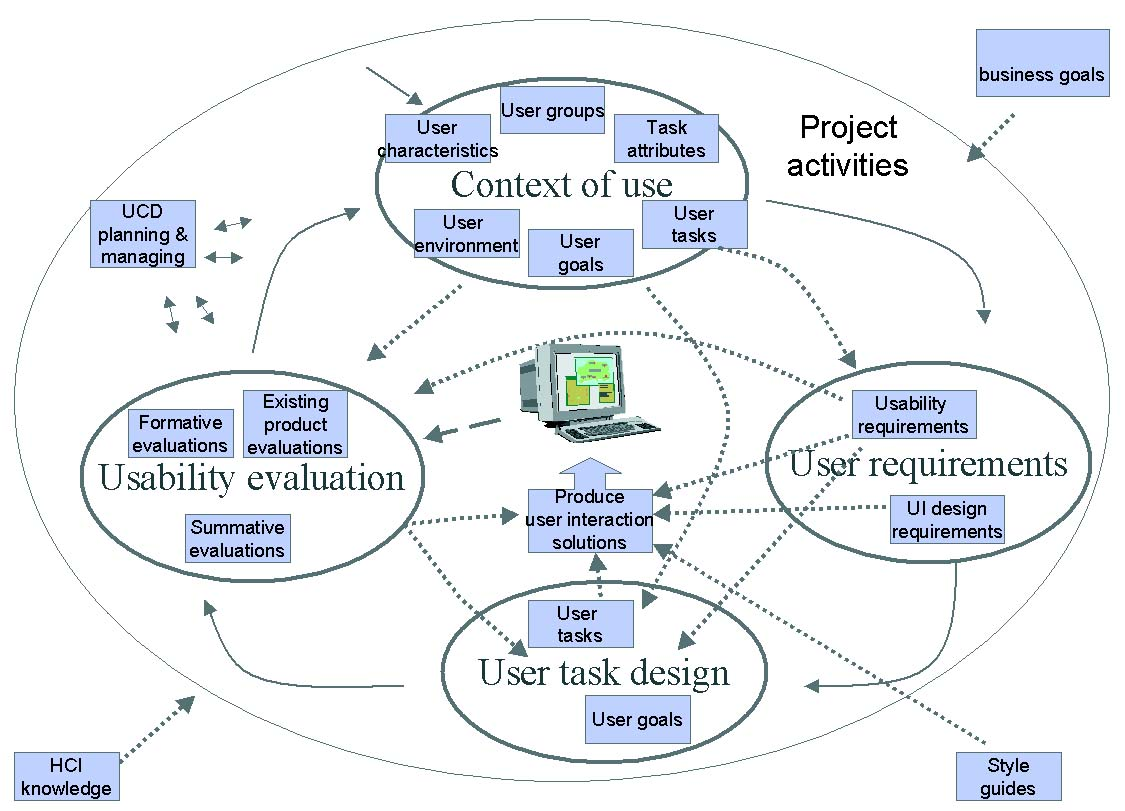 business goals
User groups
User
characteristics
Task
attributes
Project
activities
Context of use
UCD
planning &
managing
User
environment
User
goals
User
tasks
Formative
evaluations
Existing
product
evaluations
Usability evaluation
Summative
evaluations
Usability
requirements
User requirements
UI design
requirements
Produce
user interaction
solutions
User
tasks
User task design
User goals
HCI
knowledge
Style
guides